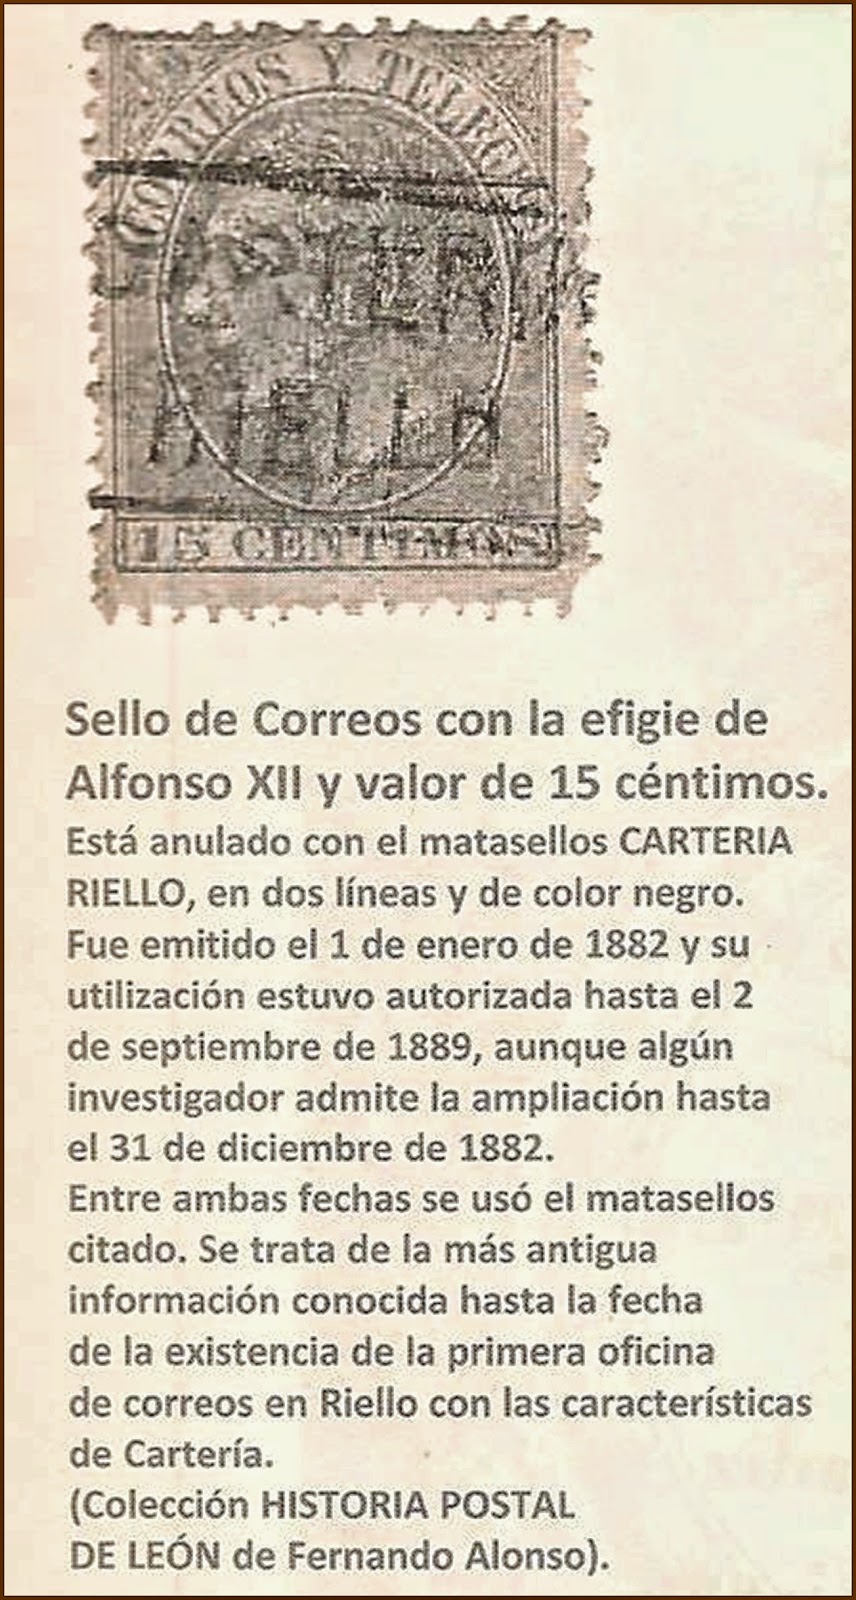 CORREOS Y TELEGFOS
RIELLO
15 CENTIMOS
Sello de Correos con la efigie de
Alfonso XII y valor de 15 céntimos.
Está anulado con el matasellos CARTERIA
RIELLO, en dos líneas y de color negro.
Fue emitido el 1 de enero de 1882 y su
utilización estuvo autorizada hasta el 2
de septiembre de 1889, aunque algún
investigador admite la ampliación hasta
el 31 de diciembre de 1882.
Entre ambas fechas se usó el matasellos
citado. Se trata de la más antigua
información conocida hasta la fecha
de la existencia de la primera oficina
de correos en Riello con las características
de Cartería.
(Colección HISTORIA POSTAL
DE LEÓN de Fernando Alonso).